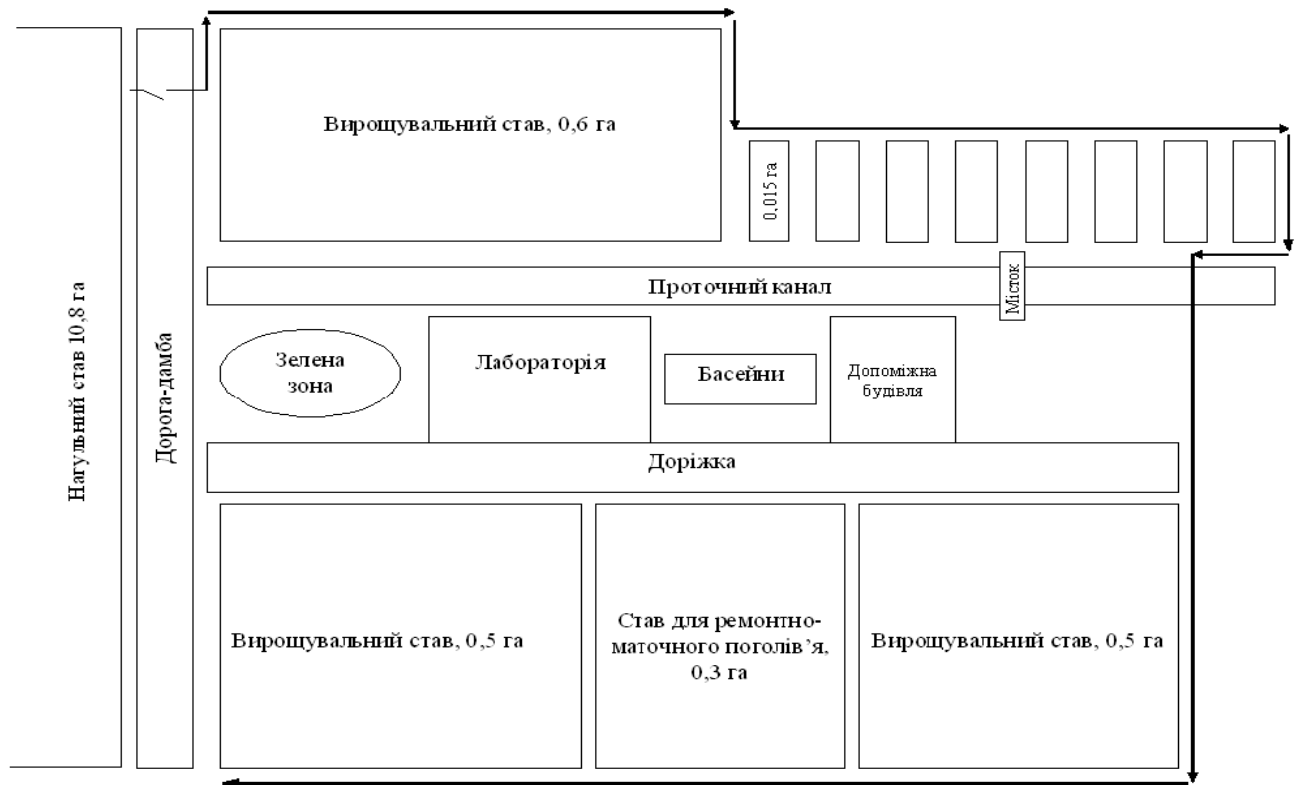 Нагульний став 10,8 га
Дорога-дамба
Вирощувальний став, 0,6 га
0,015 га
Проточний канал
Місток
Зелена
зона
Лабораторія
Басейни
Допоміжна
будівля
Доріжка
Вирощувальний став, 0,5 га
Став для ремонтно-
маточного поголів’я,
0,3 га
Вирощувальний став, 0,5 га